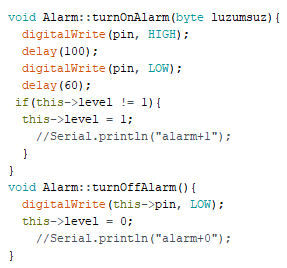 void Alarm::turnOnAlarm(byte luzumsuz){
  digitalWrite(pin, HIGH);
  delay(100);
  digitalWrite(pin, LOW);
  delay(60);
 if(this->level != 1){
  this->level = 1;
    //Serial.println("alarm+1");
  }
}
void Alarm::turnOffAlarm(){
  digitalWrite(this->pin, LOW);
  this->level = 0;
    //Serial.println("alarm+0");
}